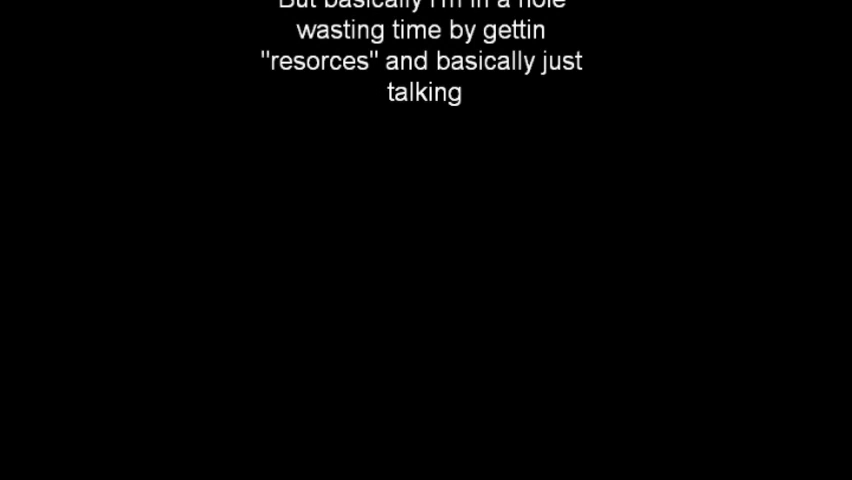 But basically i'm in a hole
wasting time by gettin
"resorces" and basically just
talking